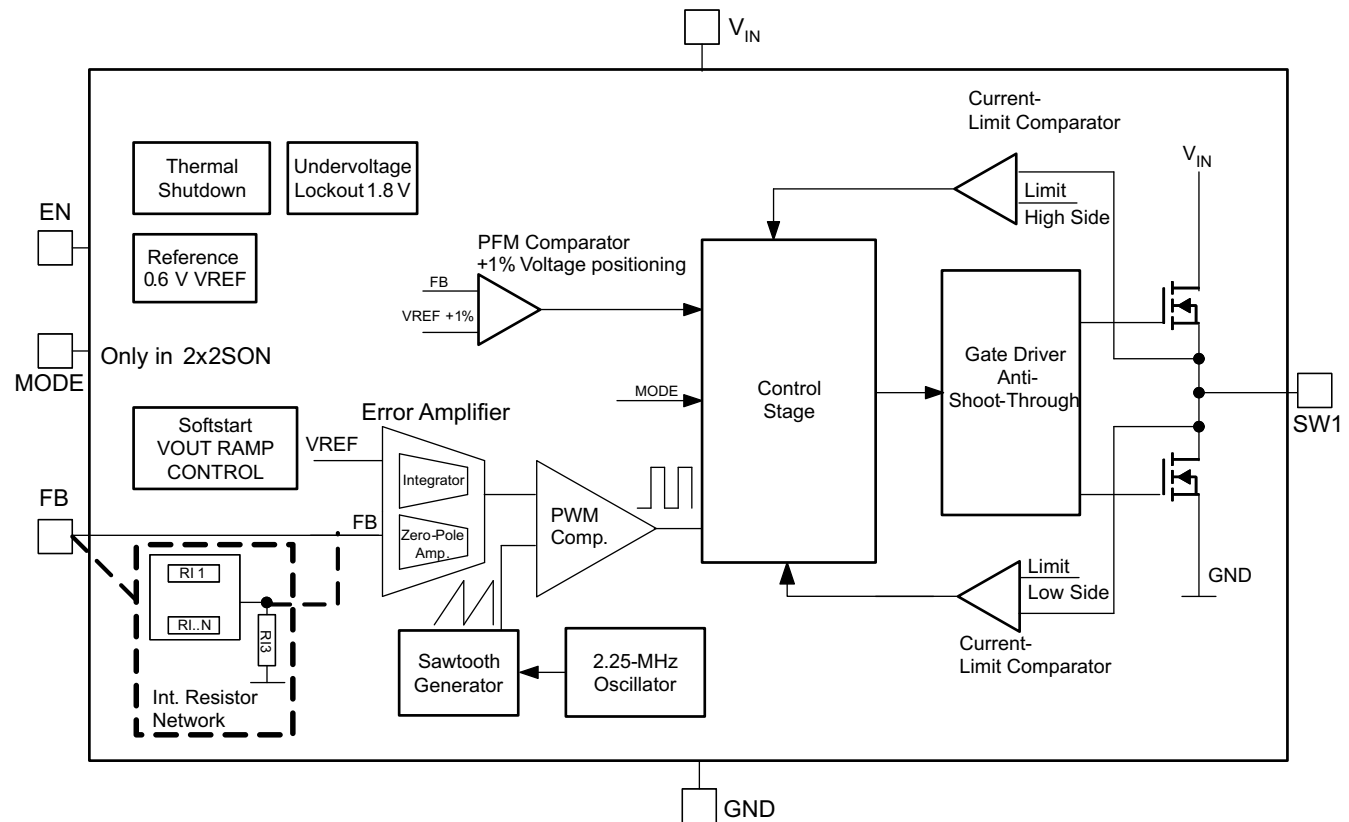 VIN
Current-
Limit Comparator
Thermal
Shutdown
Undervoltage
Lockout 1.8 V
VIN
Limit
High Side
EN
Reference
0.6 V VREF
PFM Comparator
+1% Voltage positioning
FB
VREF +1%
MODE
Only in 2x2SON
Control
Stage
Gate Driver
Anti-
Shoot-Through
MODE
SW1
Softstart
VOUT RAMP
CONTROL
Error Amplifier
VREF
Integrator
FB
FB
Zero-Pole
Amp.
PWM
Comp.
RI 1
RI..N
RI3
Int. Resistor
Network
Sawtooth
Generator
2.25-MHz
Oscillator
Limit
Low Side
GND
Current-
Limit Comparator
GND